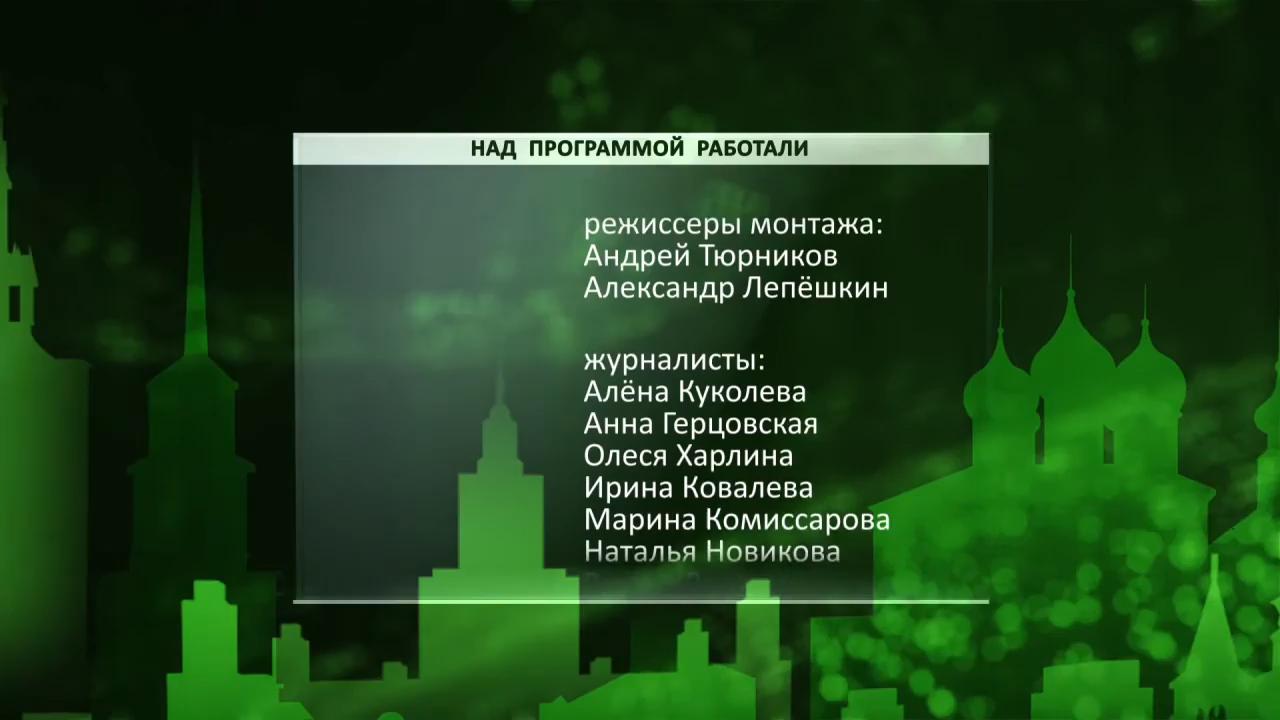 НАД ПРОГРАММОЙ РАБОТАЛИ
режиссеры монтажа:
Андрей Тюрников
Александр Лепёшкин
журналисты:
Алёна Куколева
Анна Герцовская
Олеся Харлина
Ирина Ковалева
Марина Комиссарова
Наталья Новикова